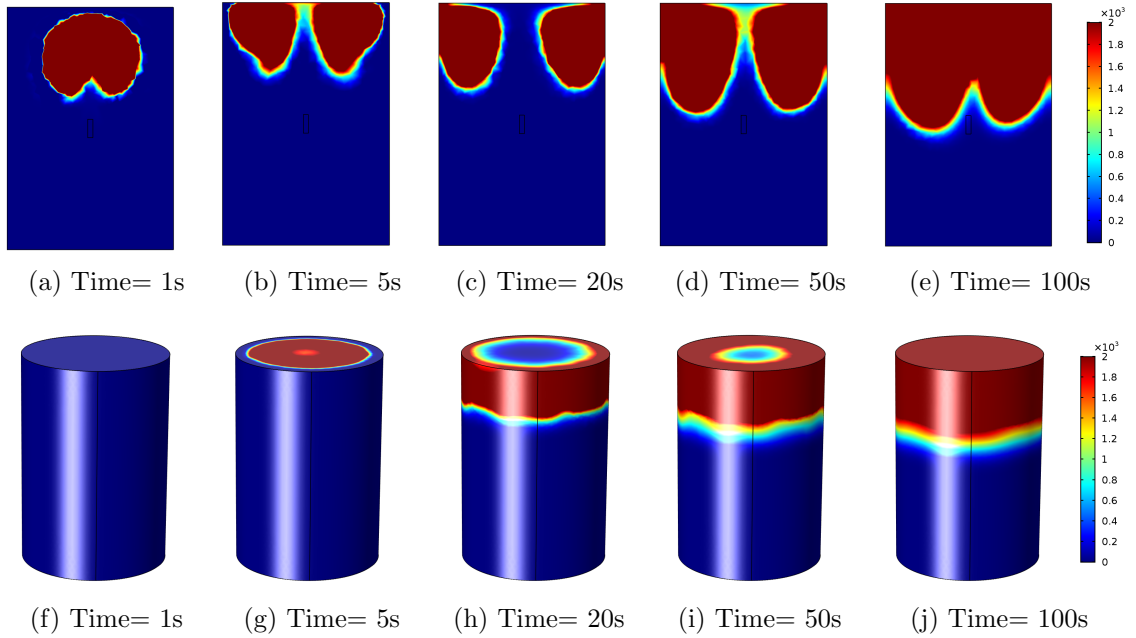 ×10³
2
1.8
1.6
1.4
1.2
1
0.8
0.6
0.4
0.2
0
(a) Time= 1s
(b) Time= 5s
(c) Time= 20s
(d) Time= 50s
(e) Time= 100s
×10³
2
1.8
1.6
1.4
1.2
1
0.8
0.6
0.4
0.2
0
(f) Time= 1s
(g) Time= 5s
(h) Time= 20s
(i) Time= 50s
(j) Time= 100s